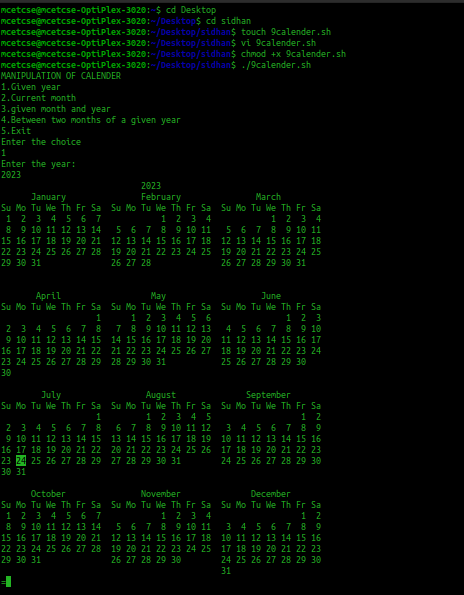 mcetcse@mcetcse-OptiPlex-3020:~$ cd Desktop
mcetcse@mcetcse-OptiPlex-3020:~/Desktop$ cd sidhan
mcetcse@mcetcse-OptiPlex-3020:~/Desktop/sidhan$ touch 9calender.sh
mcetcse@mcetcse-OptiPlex-3020:~/Desktop/sidhan$ vi 9calender.sh
mcetcse@mcetcse-OptiPlex-3020:~/Desktop/sidhan$ chmod +x 9calender.sh
mcetcse@mcetcse-OptiPlex-3020:~/Desktop/sidhan$ ./9calender.sh
MANIPULATION OF CALENDER
1.Given year
2.Current month
3.given month and year
4.Between two months of a given year
5.Exit
Enter the choice
1
Enter the year:
2023
                            2023
      January               February               March
Su Mo Tu We Th Fr Sa  Su Mo Tu We Th Fr Sa  Su Mo Tu We Th Fr Sa
 1  2  3  4  5  6  7            1  2  3  4            1  2  3  4
 8  9 10 11 12 13 14   5  6  7  8  9 10 11   5  6  7  8  9 10 11
15 16 17 18 19 20 21  12 13 14 15 16 17 18  12 13 14 15 16 17 18
22 23 24 25 26 27 28  19 20 21 22 23 24 25  19 20 21 22 23 24 25
29 30 31              26 27 28              26 27 28 29 30 31

       April                  May                   June
Su Mo Tu We Th Fr Sa  Su Mo Tu We Th Fr Sa  Su Mo Tu We Th Fr Sa
                   1      1  2  3  4  5  6               1  2  3
 2  3  4  5  6  7  8   7  8  9 10 11 12 13   4  5  6  7  8  9 10
 9 10 11 12 13 14 15  14 15 16 17 18 19 20  11 12 13 14 15 16 17
16 17 18 19 20 21 22  21 22 23 24 25 26 27  18 19 20 21 22 23 24
23 24 25 26 27 28 29  28 29 30 31           25 26 27 28 29 30
30

        July                 August              September
Su Mo Tu We Th Fr Sa  Su Mo Tu We Th Fr Sa  Su Mo Tu We Th Fr Sa
                   1         1  2  3  4  5                  1  2
 2  3  4  5  6  7  8   6  7  8  9 10 11 12   3  4  5  6  7  8  9
 9 10 11 12 13 14 15  13 14 15 16 17 18 19  10 11 12 13 14 15 16
16 17 18 19 20 21 22  20 21 22 23 24 25 26  17 18 19 20 21 22 23
23 24 25 26 27 28 29  27 28 29 30 31        24 25 26 27 28 29 30
30 31

      October               November              December
Su Mo Tu We Th Fr Sa  Su Mo Tu We Th Fr Sa  Su Mo Tu We Th Fr Sa
 1  2  3  4  5  6  7            1  2  3  4                  1  2
 8  9 10 11 12 13 14   5  6  7  8  9 10 11   3  4  5  6  7  8  9
15 16 17 18 19 20 21  12 13 14 15 16 17 18  10 11 12 13 14 15 16
22 23 24 25 26 27 28  19 20 21 22 23 24 25  17 18 19 20 21 22 23
29 30 31              26 27 28 29 30        24 25 26 27 28 29 30
                                            31
=